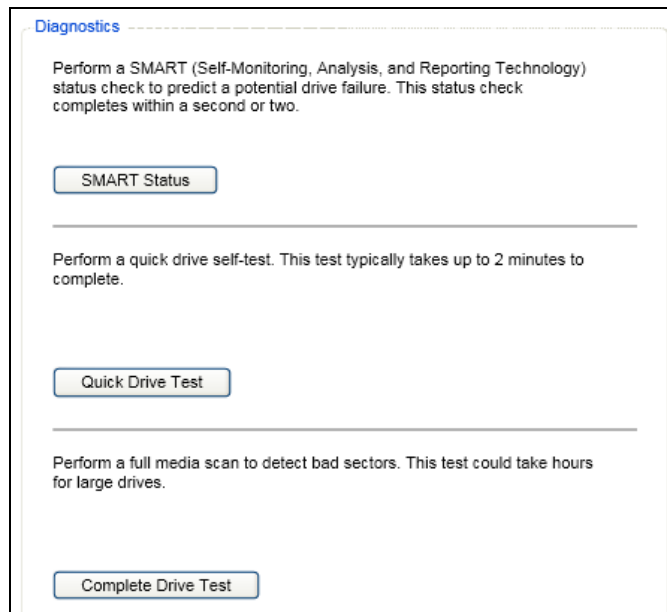 Diagnostics
Perform a SMART (Self-Monitoring, Analysis, and Reporting Technology)
status check to predict a potential drive failure. This status check
completes within a second or two.
SMART Status
Perform a quick drive self-test. This test typically takes up to 2 minutes to
complete.
Quick Drive Test
Perform a full media scan to detect bad sectors. This test could take hours
for large drives.
Complete Drive Test